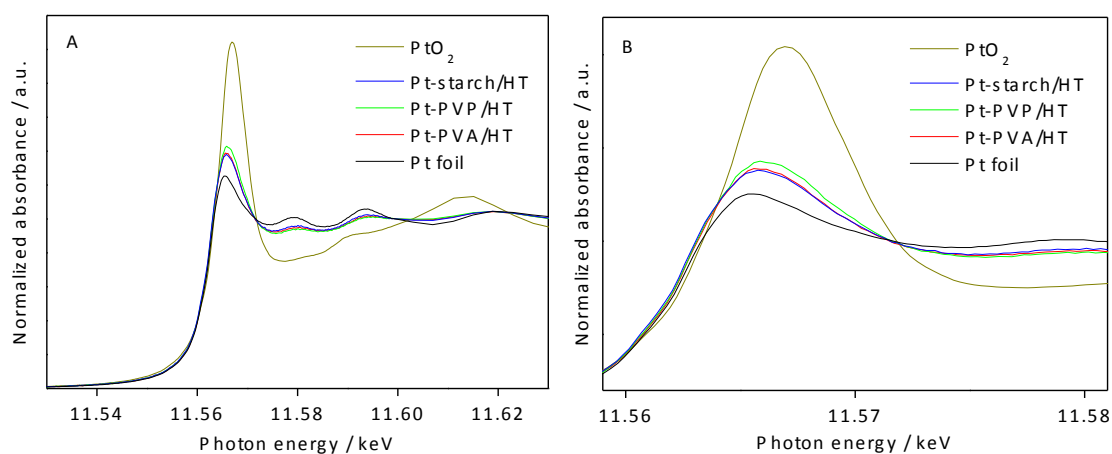 A
PtO2
Pt-starch/HT
Pt-PVP/HT
Pt-PVA/HT
Pt foil
Normalized absorbance / a.u.
11.54 11.56 11.58 11.60 11.62
Photon energy / keV
B
PtO2
Pt-starch/HT
Pt-PVP/HT
Pt-PVA/HT
Pt foil
Normalized absorbance / a.u.
11.56 11.57 11.58
Photon energy / keV